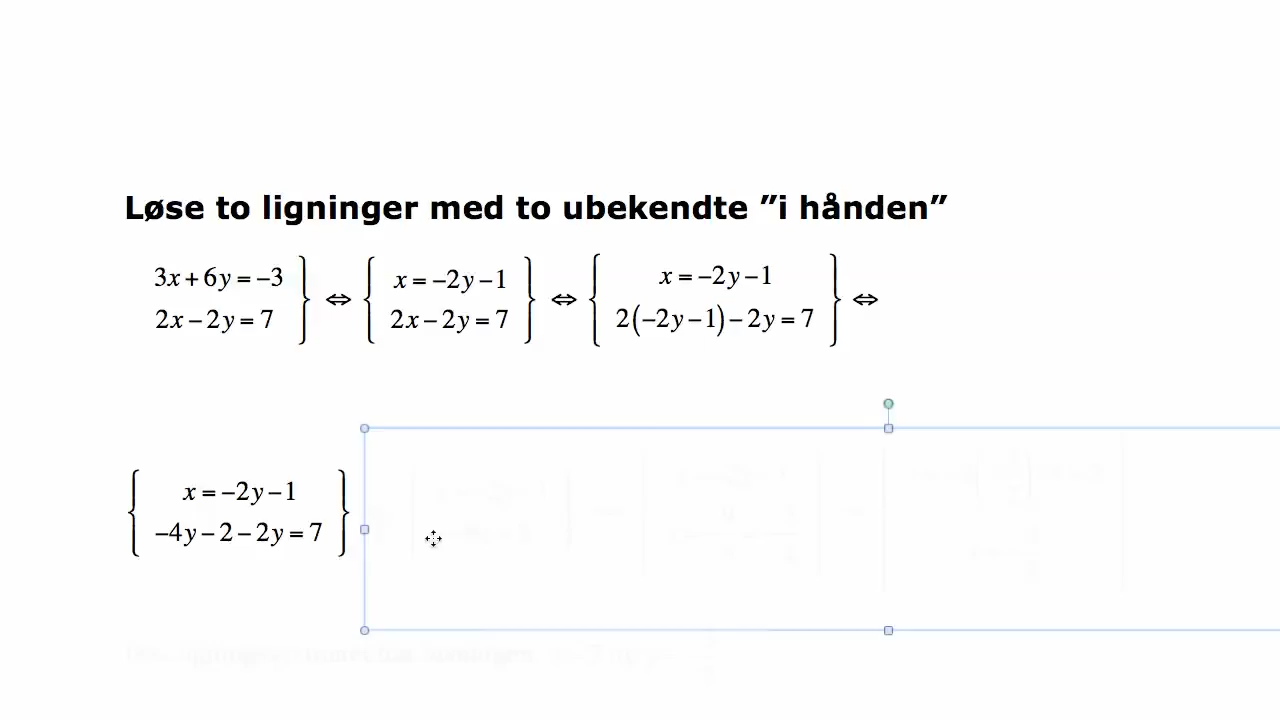 Løse to ligninger med to ubekendte ”i hånden”
3x + 6y = −3
2x − 2y = 7 } ⇔ { x = −2y − 1
2x − 2y = 7 } ⇔ { x = −2y − 1
2(−2y − 1) − 2y = 7 } ⇔
{ x = −2y − 1
−4y − 2 − 2y = 7 }